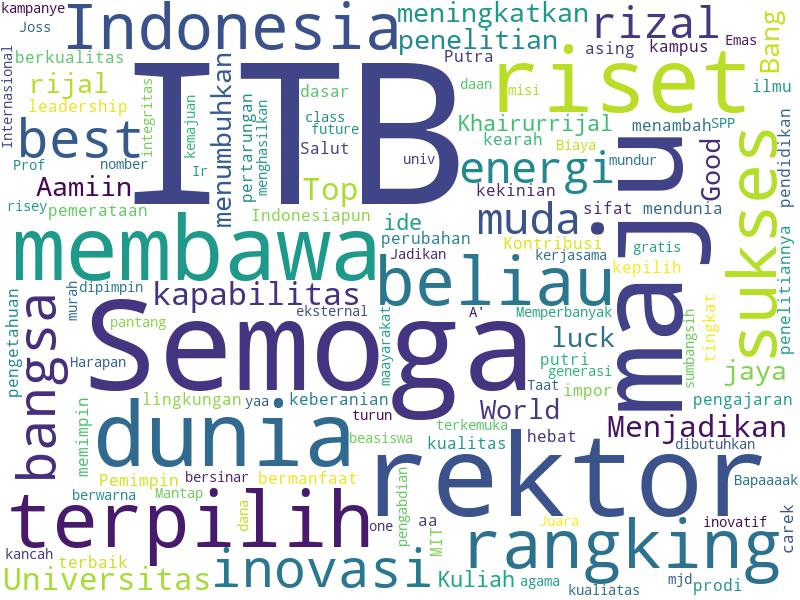 kampanye
Joss
Indonesia
meningkatkan
penelitian
rizal
asing
kampus
Emas
Bang
Internasional
berkualitas
rijal
leadership
integritas
kemajuan
menumbuhkan
pertarungan
menghasilkan
ITB
dasar
class
future
Salut
univ
Putra
daan
misi
riset
ilmu
Khairurrijal
kearah
Biaya
menambah
SPP
best
Prof
nomber
Ir
Aamiin
Top
energi
mundur
Good
sukses
pendidikan
risey
pemerataan
Indonesiapun
ide
kekinian
muda
sifat
mendunia
maju
membawa
perubahan
Jadikan
Kontribusi
kerjasama
gratis
kepilih
penelitiannya
beliau
pengetahuan
bangsa
murah
dipimpin
kapabilitas
eksternal
A'
Memperbanyak
pantang
Semoga
maayarakat
luck
sumbangsih
tingkat
Harapan
putri
generasi
jaya
Taat
impor
pengajaran
lingkungan
yaa
keberanian
turun
World
Menjadikan
memimpin
dunia
beasiswa
terkemuka
kualitas
hebat
dibutuhkan
Pemimpin
bersinar
bermanfaat
rektor
Bapaaaak
berwarna
Mantap
terpilih
dana
one
pengabdian
aa
MIT
Juara
inovatif
carek
rangking
kancah
terbaik
Universitas
inovasi
Kuliah
agama
kualiatas
mjd
prodi